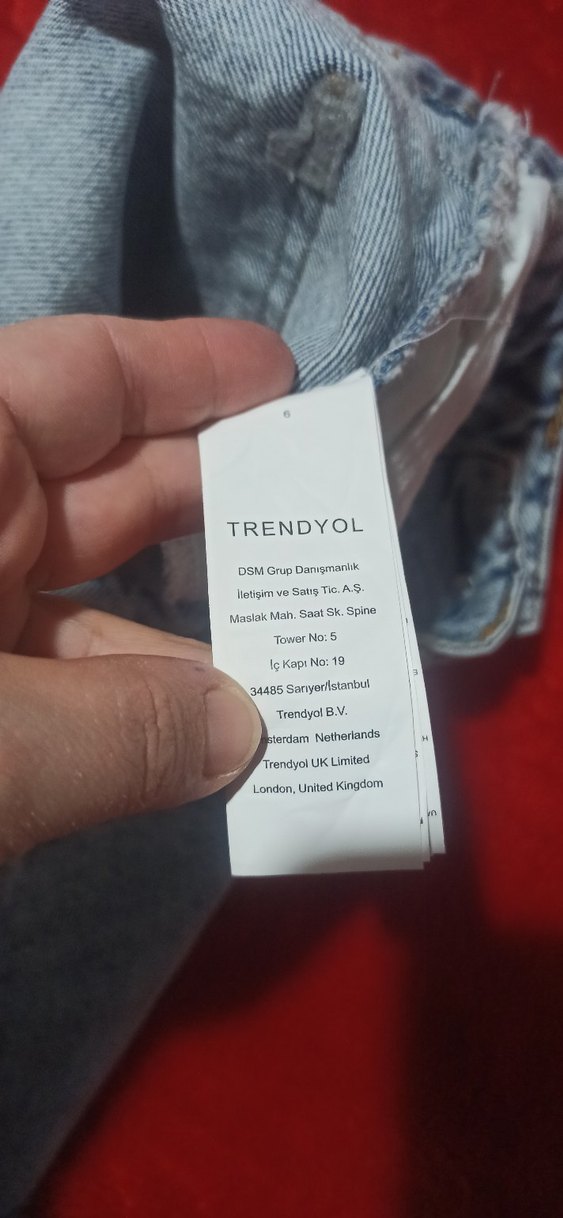 6
TRENDYOL
DSM Grup Danışmanlık
İletişim ve Satış Tic. A.Ş.
Maslak Mah. Saat Sk. Spine
Tower No: 5
İç Kapı No: 19
34485 Sarıyer/İstanbul
Trendyol B.V.
Netherlands
Trendyol UK Limited
London, United Kingdom